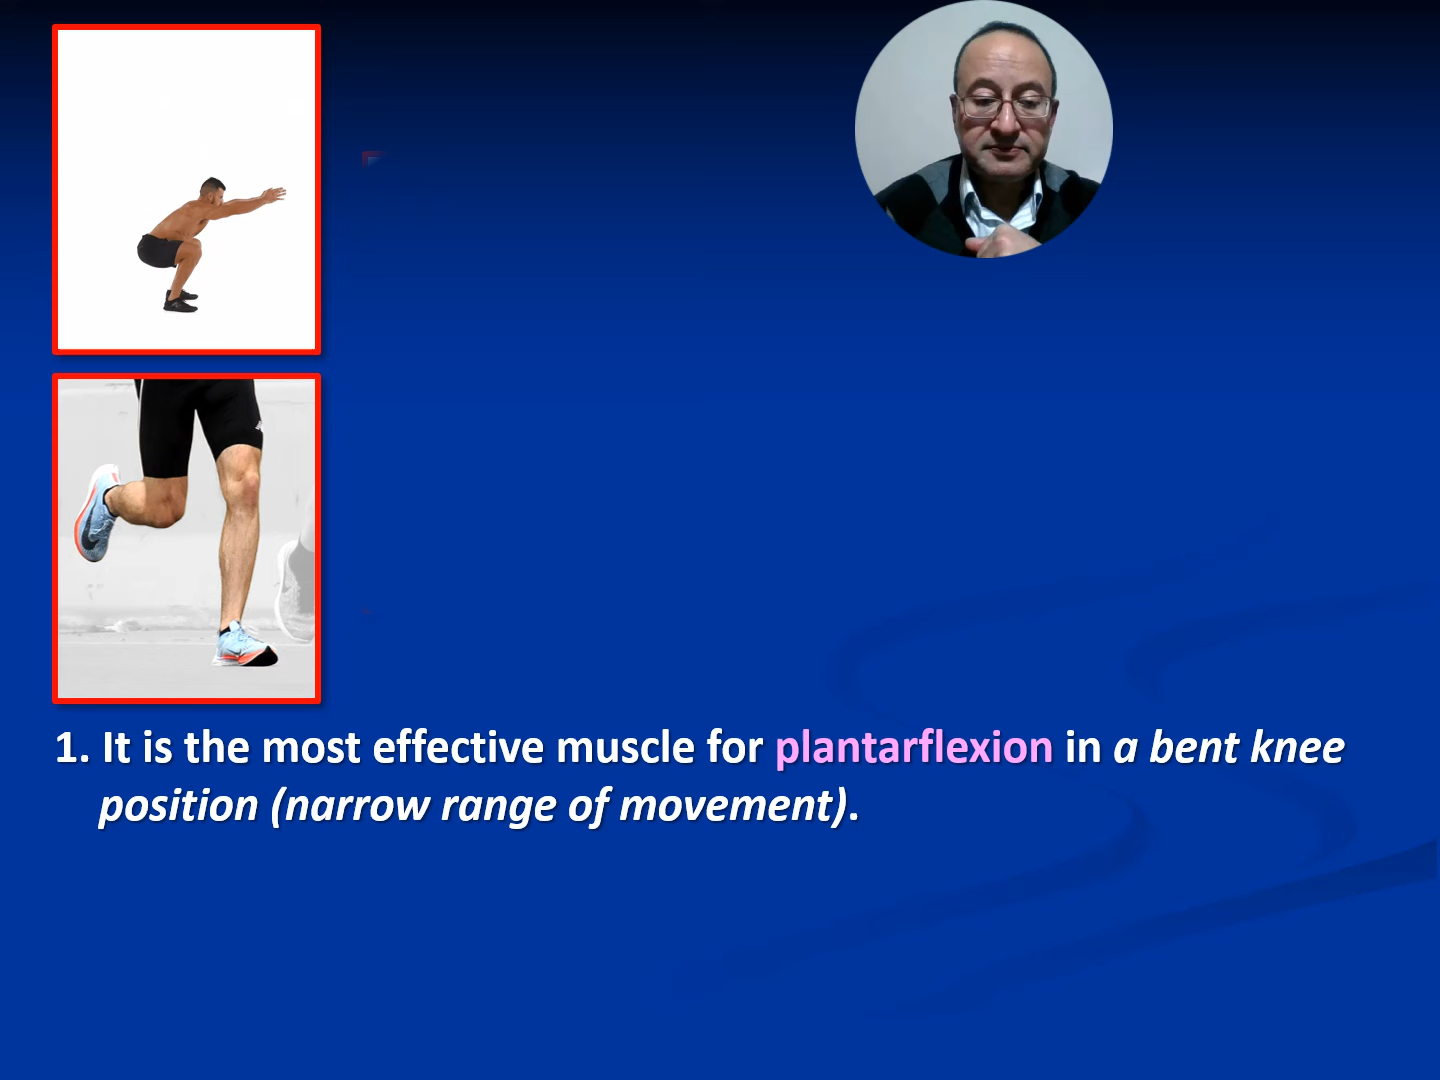 1. It is the most effective muscle for plantarflexion in a bent knee
position (narrow range of movement).